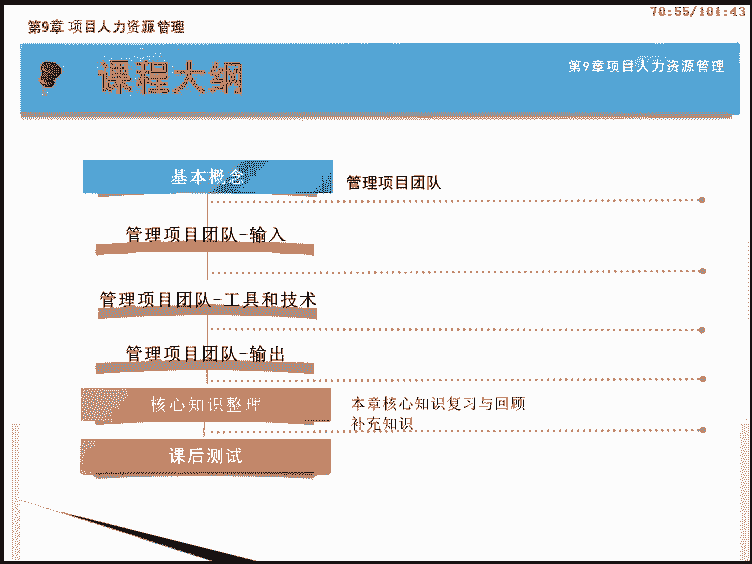 70:55/101:43
第9章 项目人力资源管理
课程大纲
第9章项目人力资源管理
基本概念
管理项目团队
管理项目团队-输入
管理项目团队-工具和技术
管理项目团队-输出
核心知识整理
本章核心知识复习与回顾
补充知识
课后测试